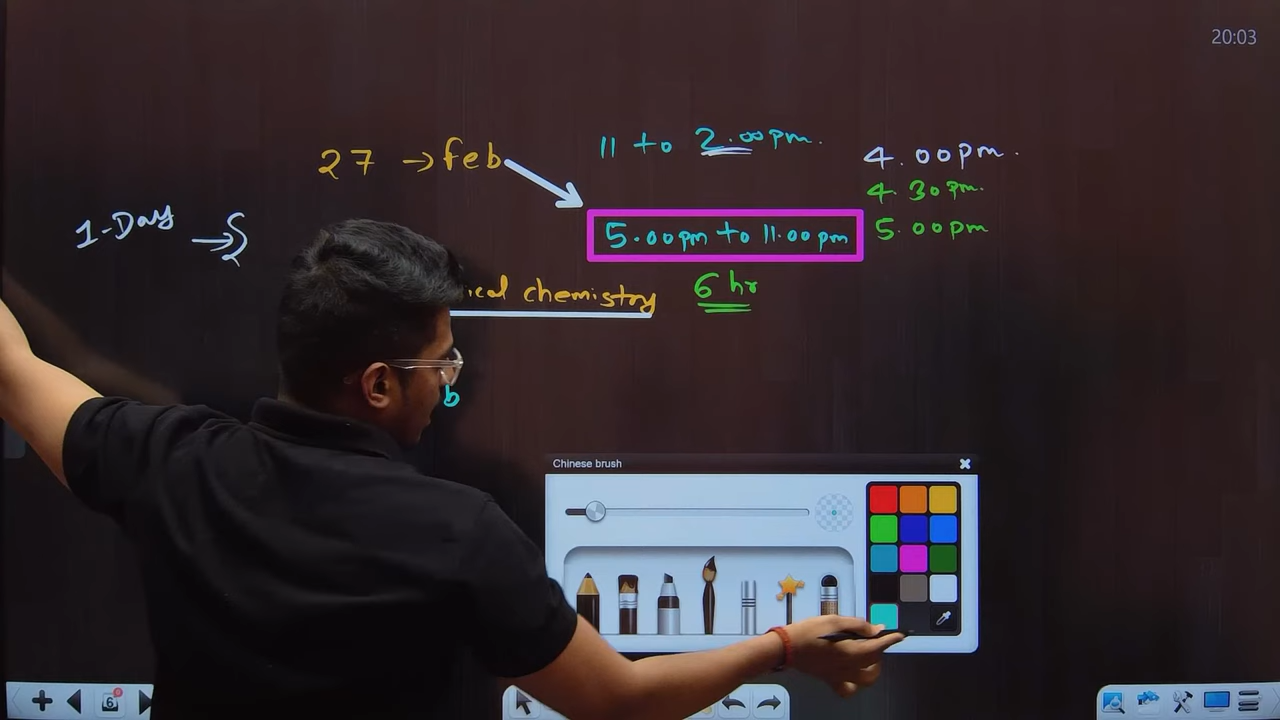 20:03
11 to 2.00pm.
27 → feb
4.00pm.
4.30pm.
1-Day →
5.00pm to 11.00pm
5.00pm
chemistry 6 hr
b
Chinese brush
6